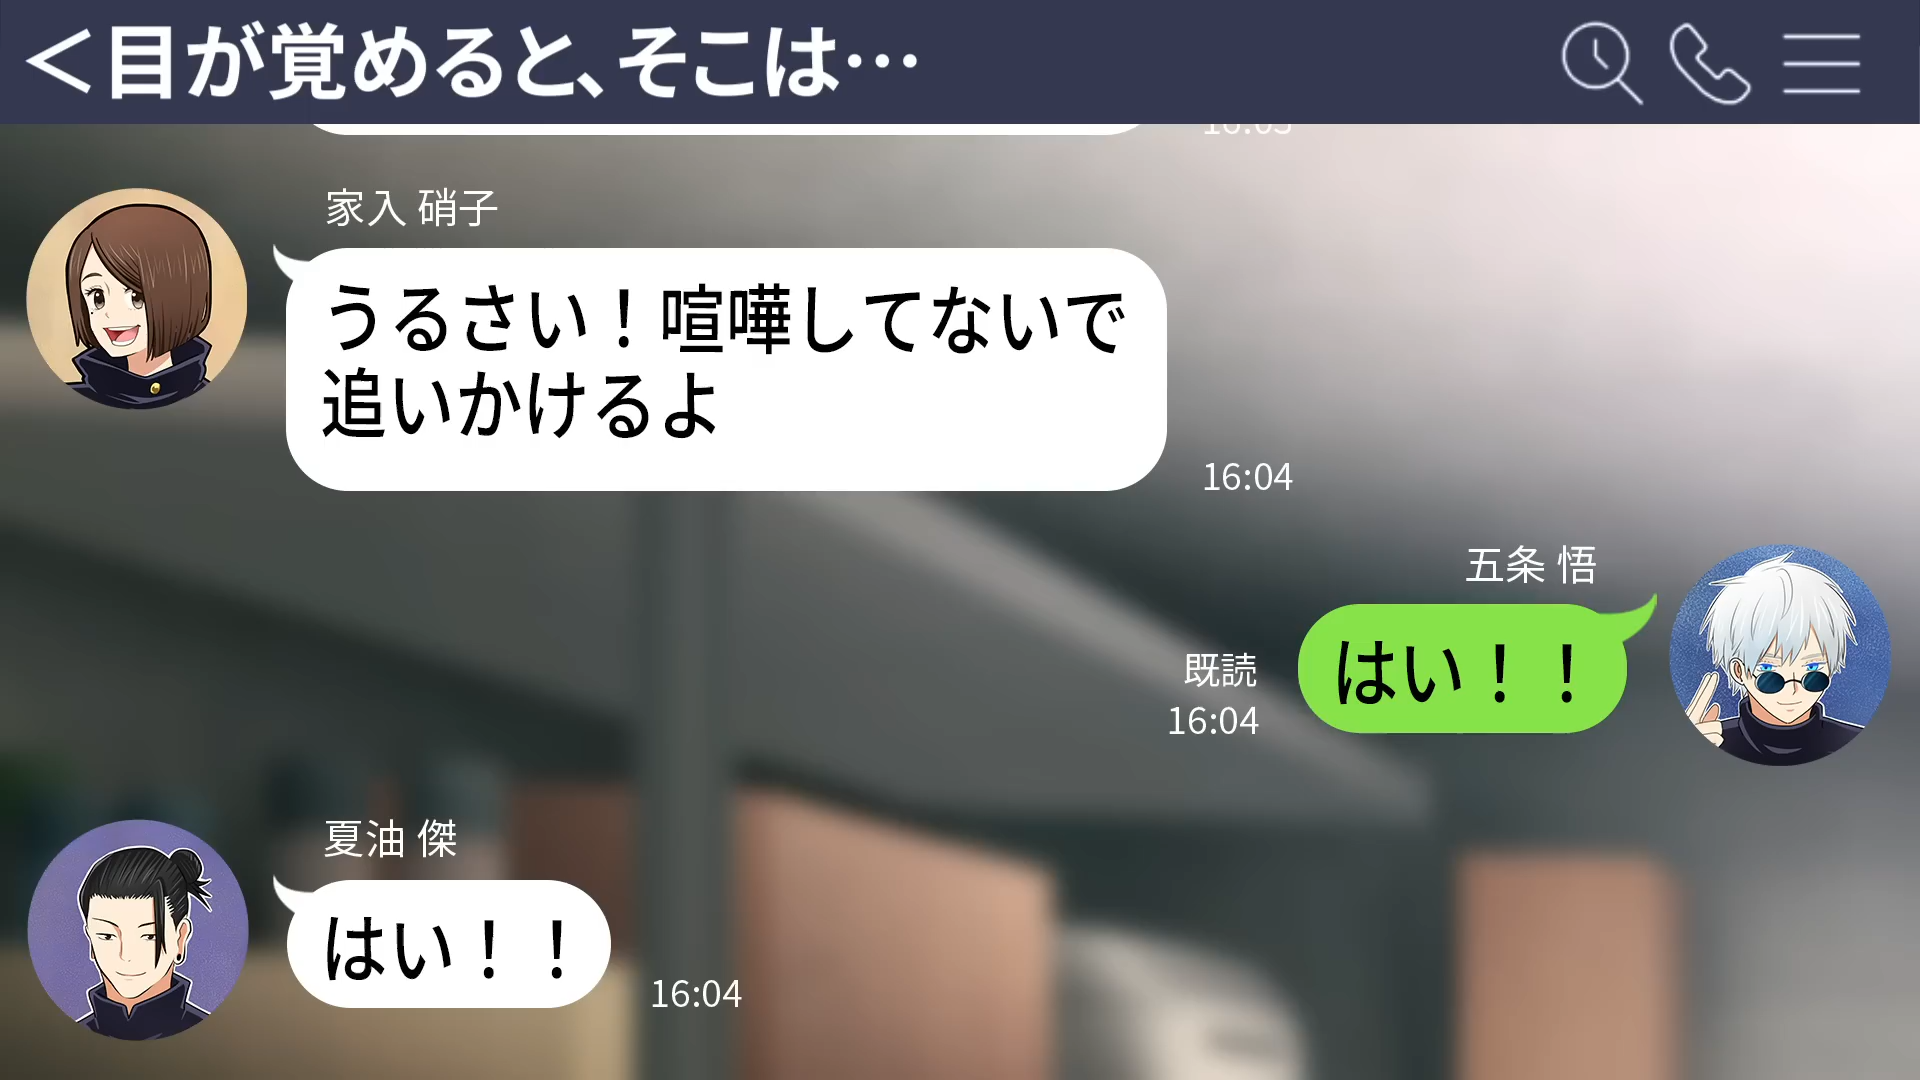 ＜目が覚めると、そこは…
家入 硝子
うるさい！喧嘩してないで
追いかけるよ
16:04
五条 悟
はい！！
既読
16:04
夏油 傑
はい！！
16:04